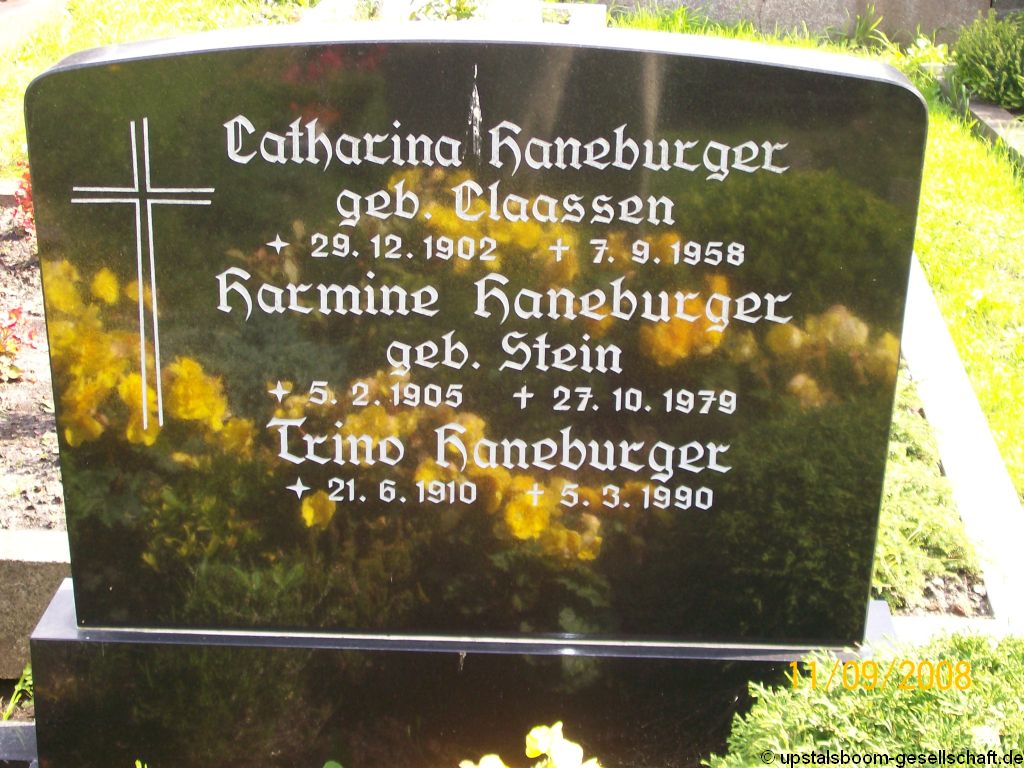 Catharina Haneburger
geb. Claassen
✦ 29. 12. 1902 † 7. 9. 1958
Harmine Haneburger
geb. Stein
✦ 5. 2. 1905 † 27. 10. 1979
Trino Haneburger
✦ 21. 6. 1910 † 5. 3. 1990
11/09/2008
© upstalsboom-gesellschaft.de